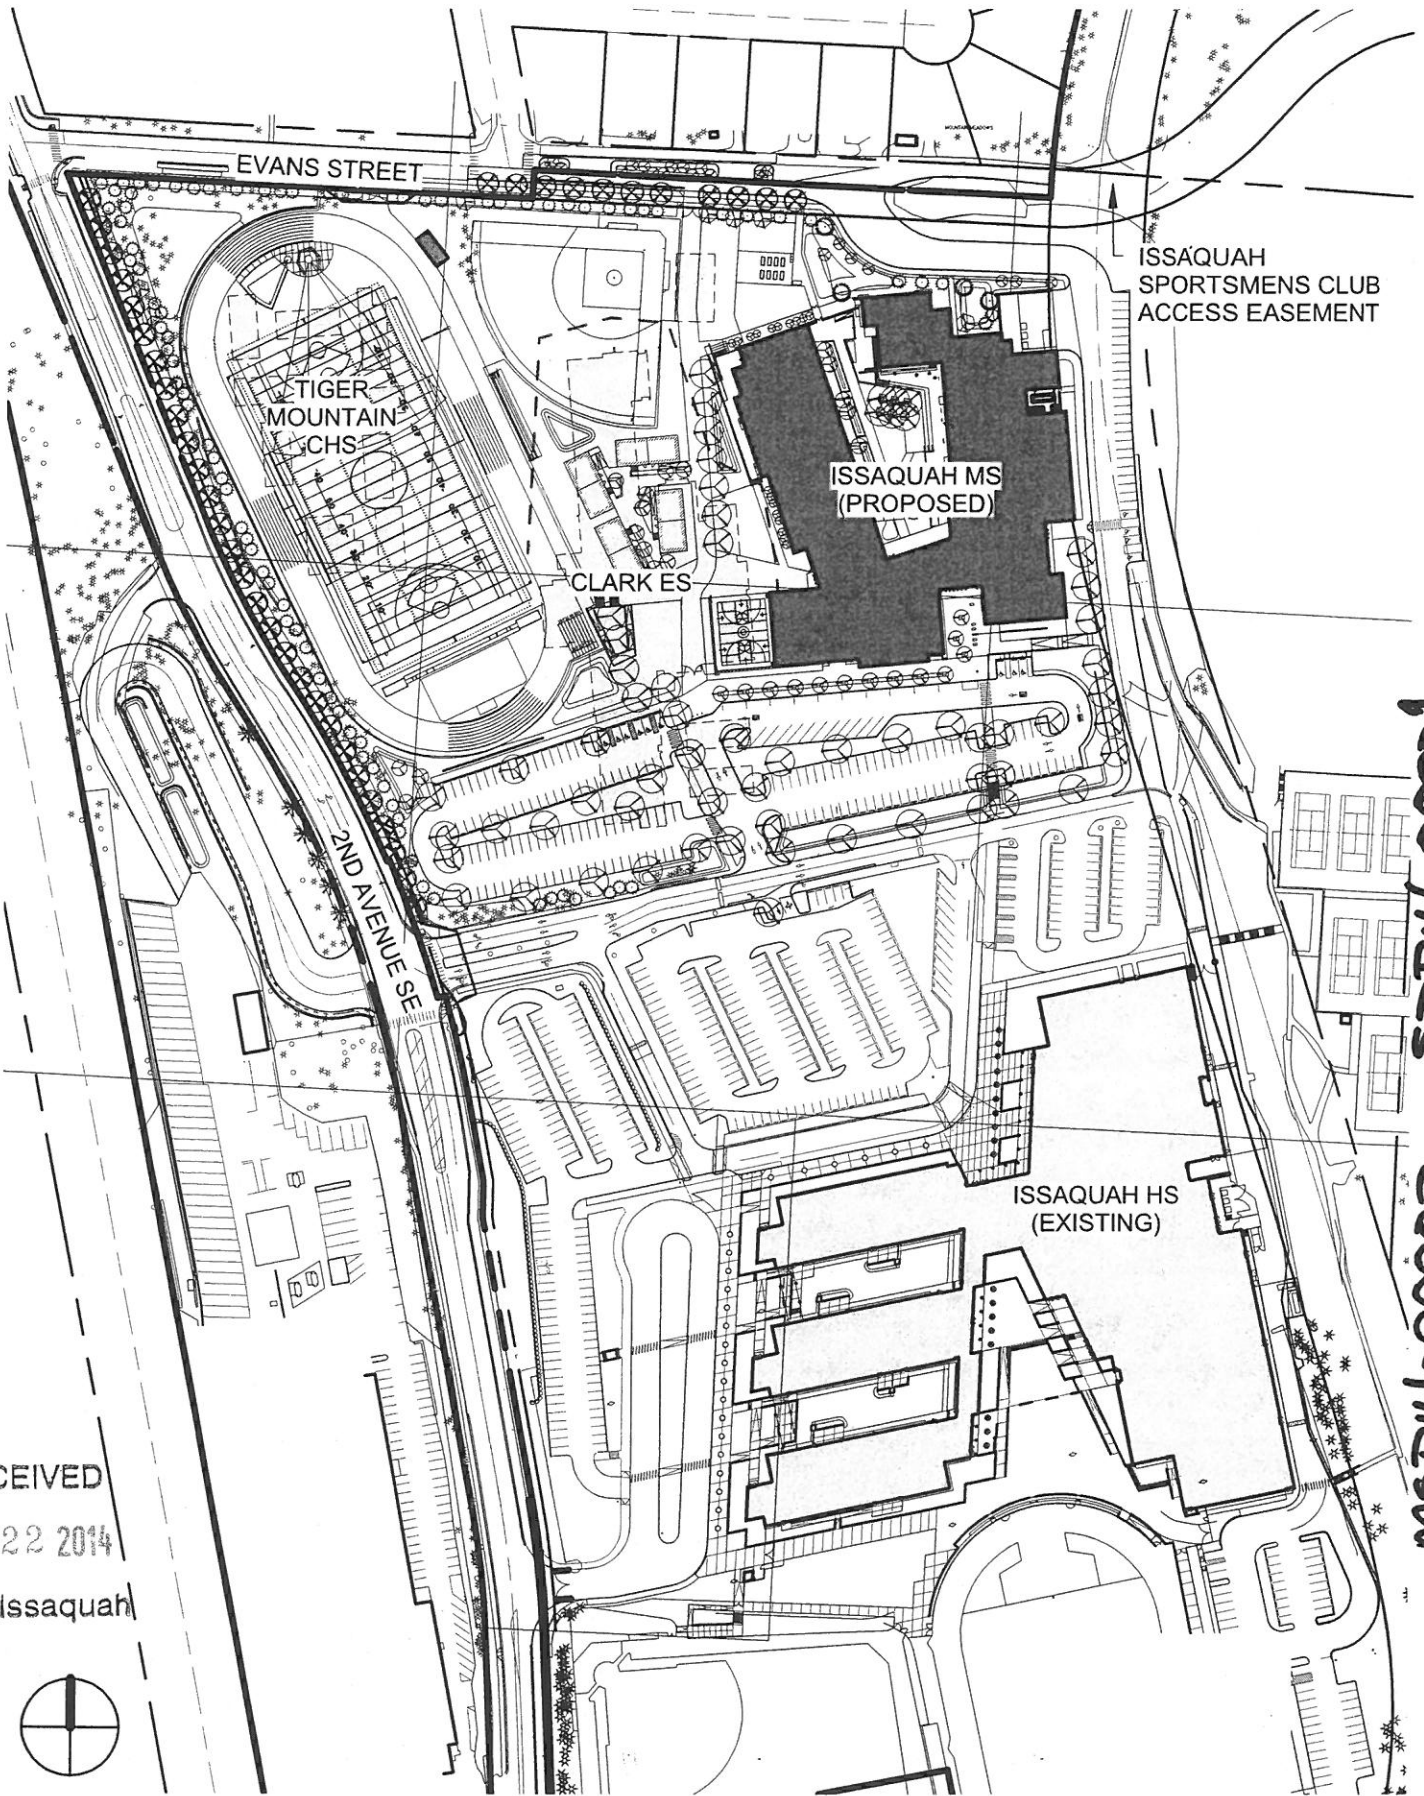 EVANS STREET
ISSAQUAH
SPORTSMENS CLUB
ACCESS EASEMENT
TIGER
MOUNTAIN
CHS
ISSAQUAH MS
(PROPOSED)
CLARK ES
2ND AVENUE SE
ISSAQUAH HS
(EXISTING)
CEIVED
22 2014
Issaquah